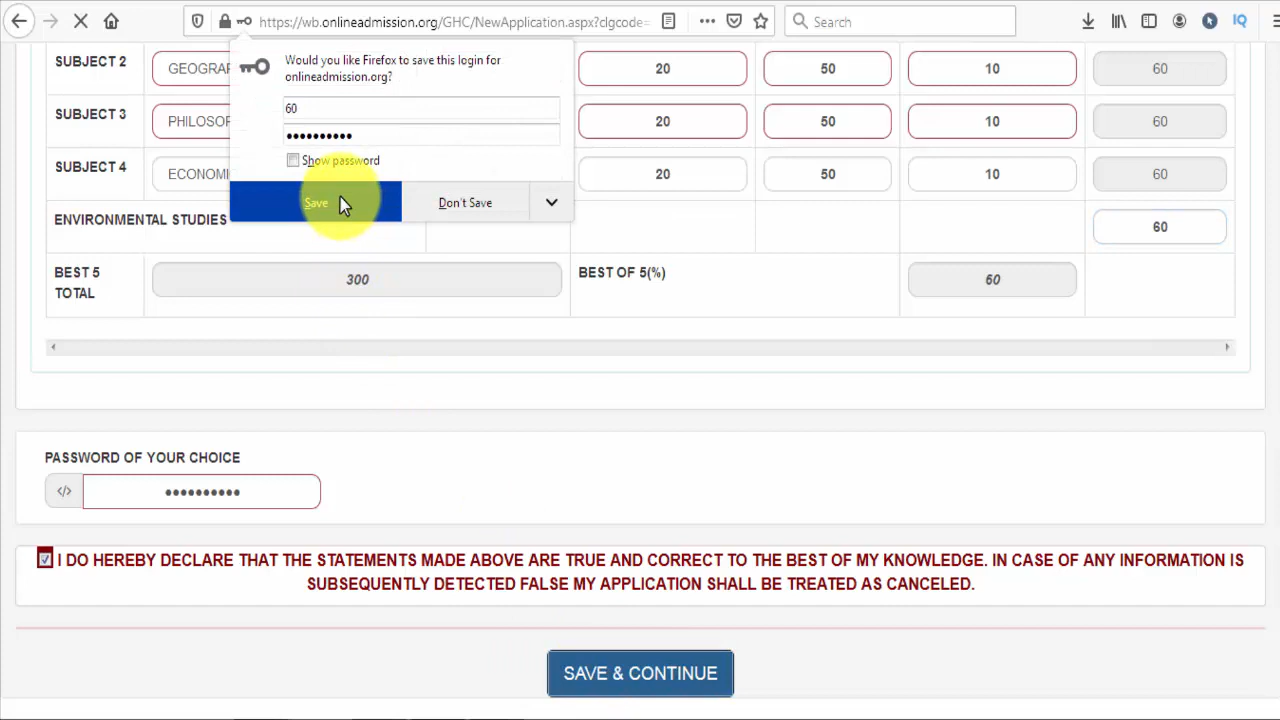 https://wb.onlineadmission.org/GHC/NewApplication.aspx?clgcode=
Search
Would you like Firefox to save this login for
onlineadmission.org?
60
••••••••••
Show password
Save
Don't Save
SUBJECT 2
GEOGRAP
20
50
10
60
SUBJECT 3
PHILOSOP
20
50
10
60
SUBJECT 4
ECONOMI
20
50
10
60
ENVIRONMENTAL STUDIES
60
BEST 5
TOTAL
300
BEST OF 5(%)
60
PASSWORD OF YOUR CHOICE
</>
••••••••••
I DO HEREBY DECLARE THAT THE STATEMENTS MADE ABOVE ARE TRUE AND CORRECT TO THE BEST OF MY KNOWLEDGE. IN CASE OF ANY INFORMATION IS
SUBSEQUENTLY DETECTED FALSE MY APPLICATION SHALL BE TREATED AS CANCELED.
SAVE & CONTINUE